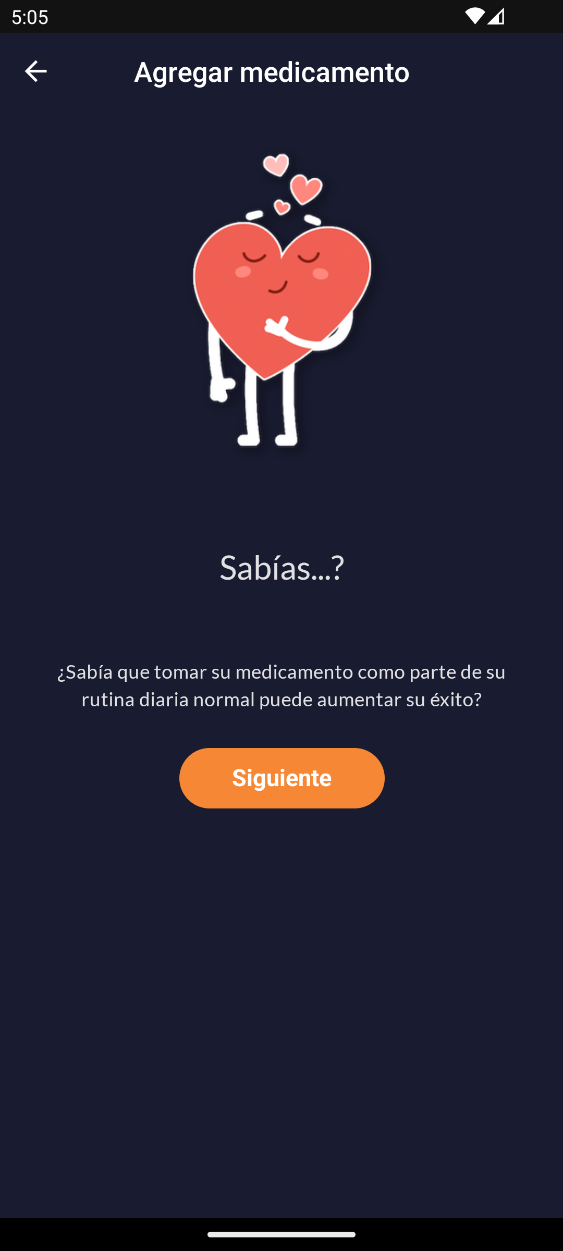 5:05
Agregar medicamento
Sabías...?
¿Sabía que tomar su medicamento como parte de su
rutina diaria normal puede aumentar su éxito?
Siguiente